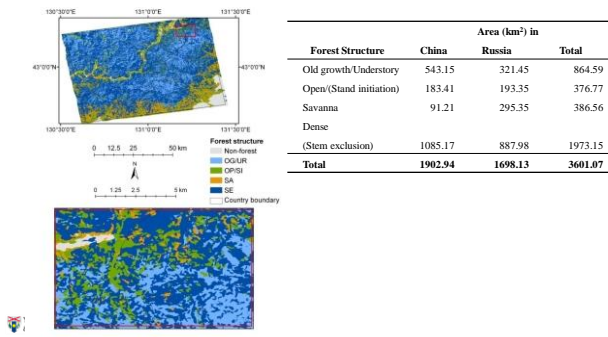 130°30'0"E 131°0'0"E 131°30'0"E
43°0'0"N 43°0'0"N
130°30'0"E 131°0'0"E 131°30'0"E
0 12.5 25 50 km
N
0 1.25 2.5 5 km
Forest structure
Non-forest
OG/UR
OP/SI
SA
SE
Country boundary
Area (km²) in
Forest Structure China Russia Total
Old growth/Understory 543.15 321.45 864.59
Open/(Stand initiation) 183.41 193.35 376.77
Savanna 91.21 295.35 386.56
Dense
(Stem exclusion) 1085.17 887.98 1973.15
Total 1902.94 1698.13 3601.07